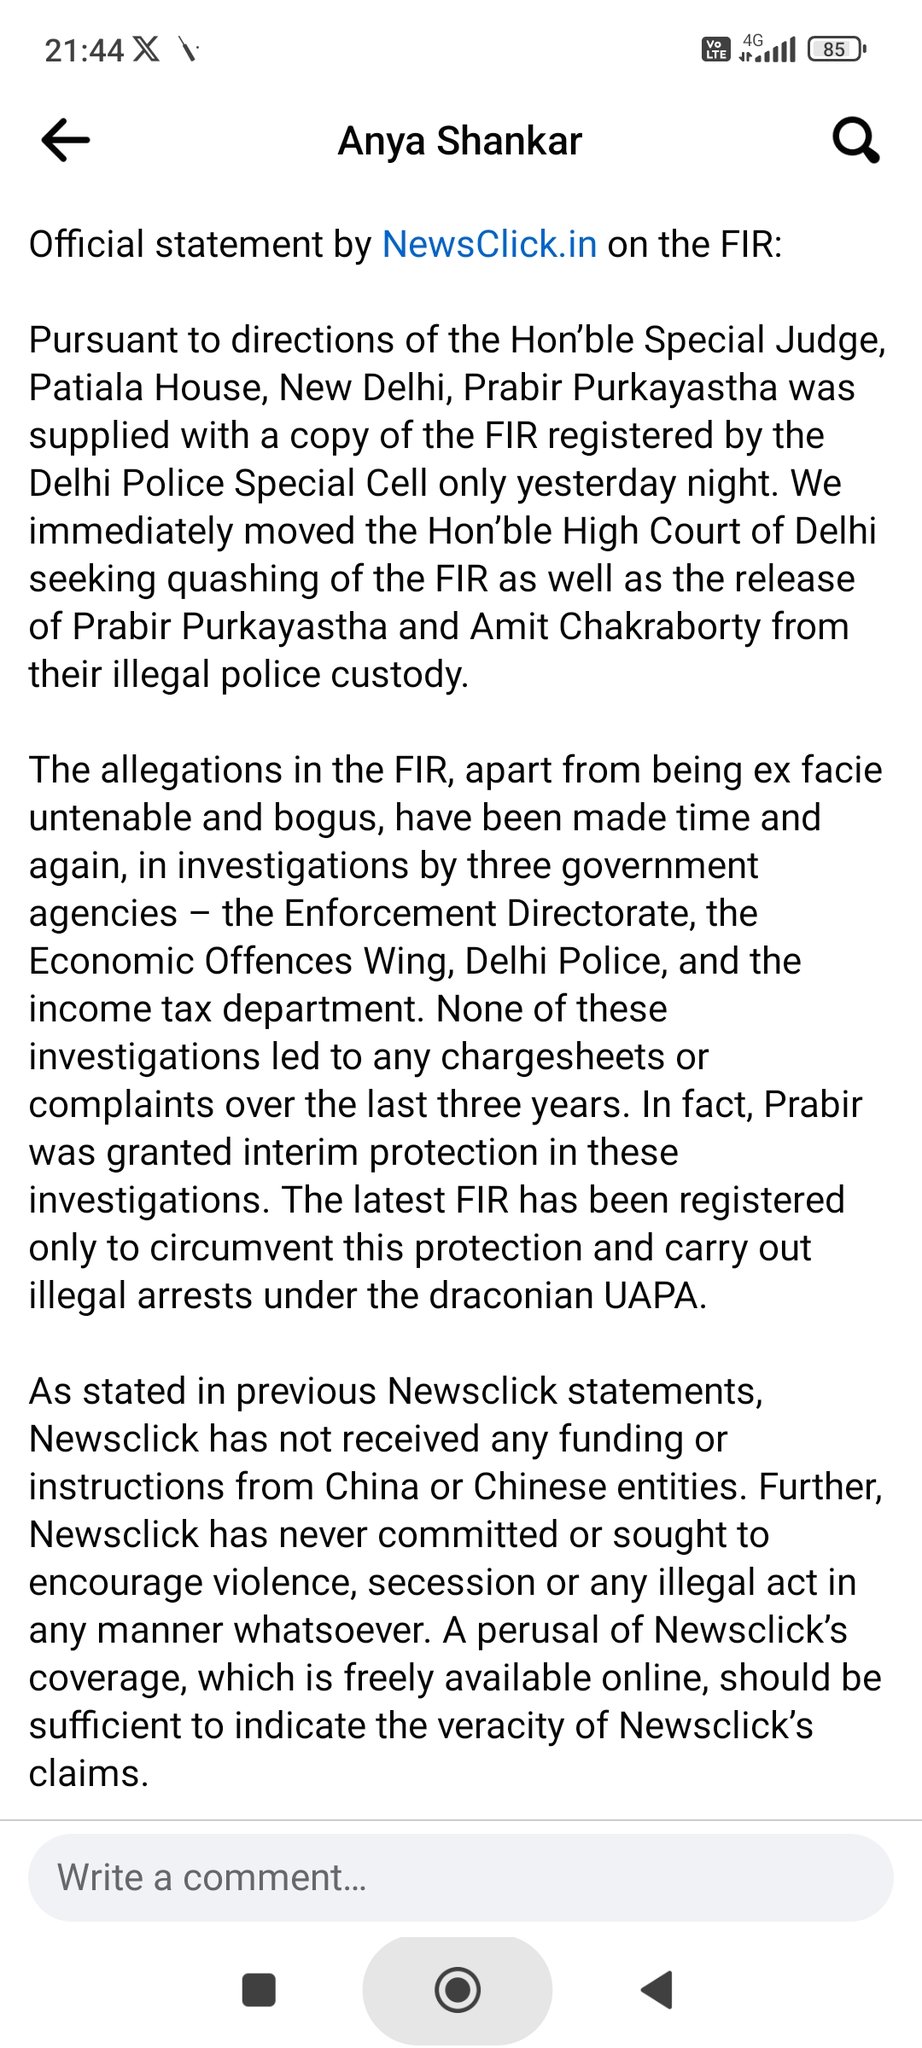 21:44 X
Vo LTE 4G 85
Anya Shankar
Official statement by NewsClick.in on the FIR:
Pursuant to directions of the Hon’ble Special Judge,
Patiala House, New Delhi, Prabir Purkayastha was
supplied with a copy of the FIR registered by the
Delhi Police Special Cell only yesterday night. We
immediately moved the Hon’ble High Court of Delhi
seeking quashing of the FIR as well as the release
of Prabir Purkayastha and Amit Chakraborty from
their illegal police custody.
The allegations in the FIR, apart from being ex facie
untenable and bogus, have been made time and
again, in investigations by three government
agencies – the Enforcement Directorate, the
Economic Offences Wing, Delhi Police, and the
income tax department. None of these
investigations led to any chargesheets or
complaints over the last three years. In fact, Prabir
was granted interim protection in these
investigations. The latest FIR has been registered
only to circumvent this protection and carry out
illegal arrests under the draconian UAPA.
As stated in previous Newsclick statements,
Newsclick has not received any funding or
instructions from China or Chinese entities. Further,
Newsclick has never committed or sought to
encourage violence, secession or any illegal act in
any manner whatsoever. A perusal of Newsclick’s
coverage, which is freely available online, should be
sufficient to indicate the veracity of Newsclick’s
claims.
Write a comment...